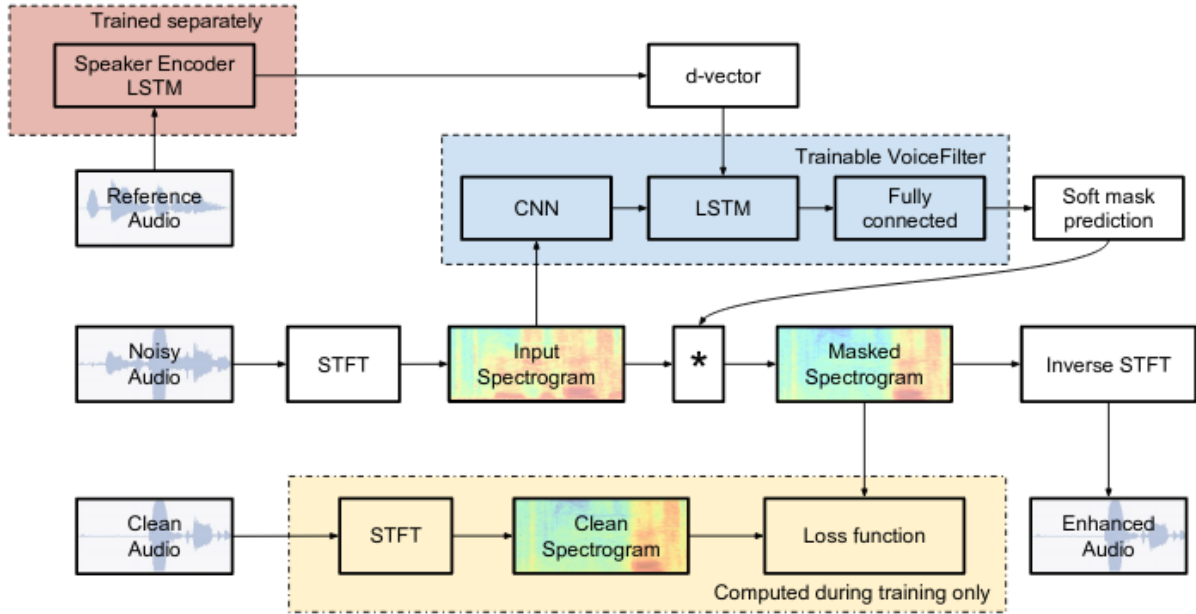 Trained separately
Speaker Encoder
LSTM
d-vector
Trainable VoiceFilter
Reference
Audio
CNN
LSTM
Fully
connected
Soft mask
prediction
Noisy
Audio
STFT
Input
Spectrogram
*
Masked
Spectrogram
Inverse STFT
Clean
Audio
STFT
Clean
Spectrogram
Loss function
Enhanced
Audio
Computed during training only